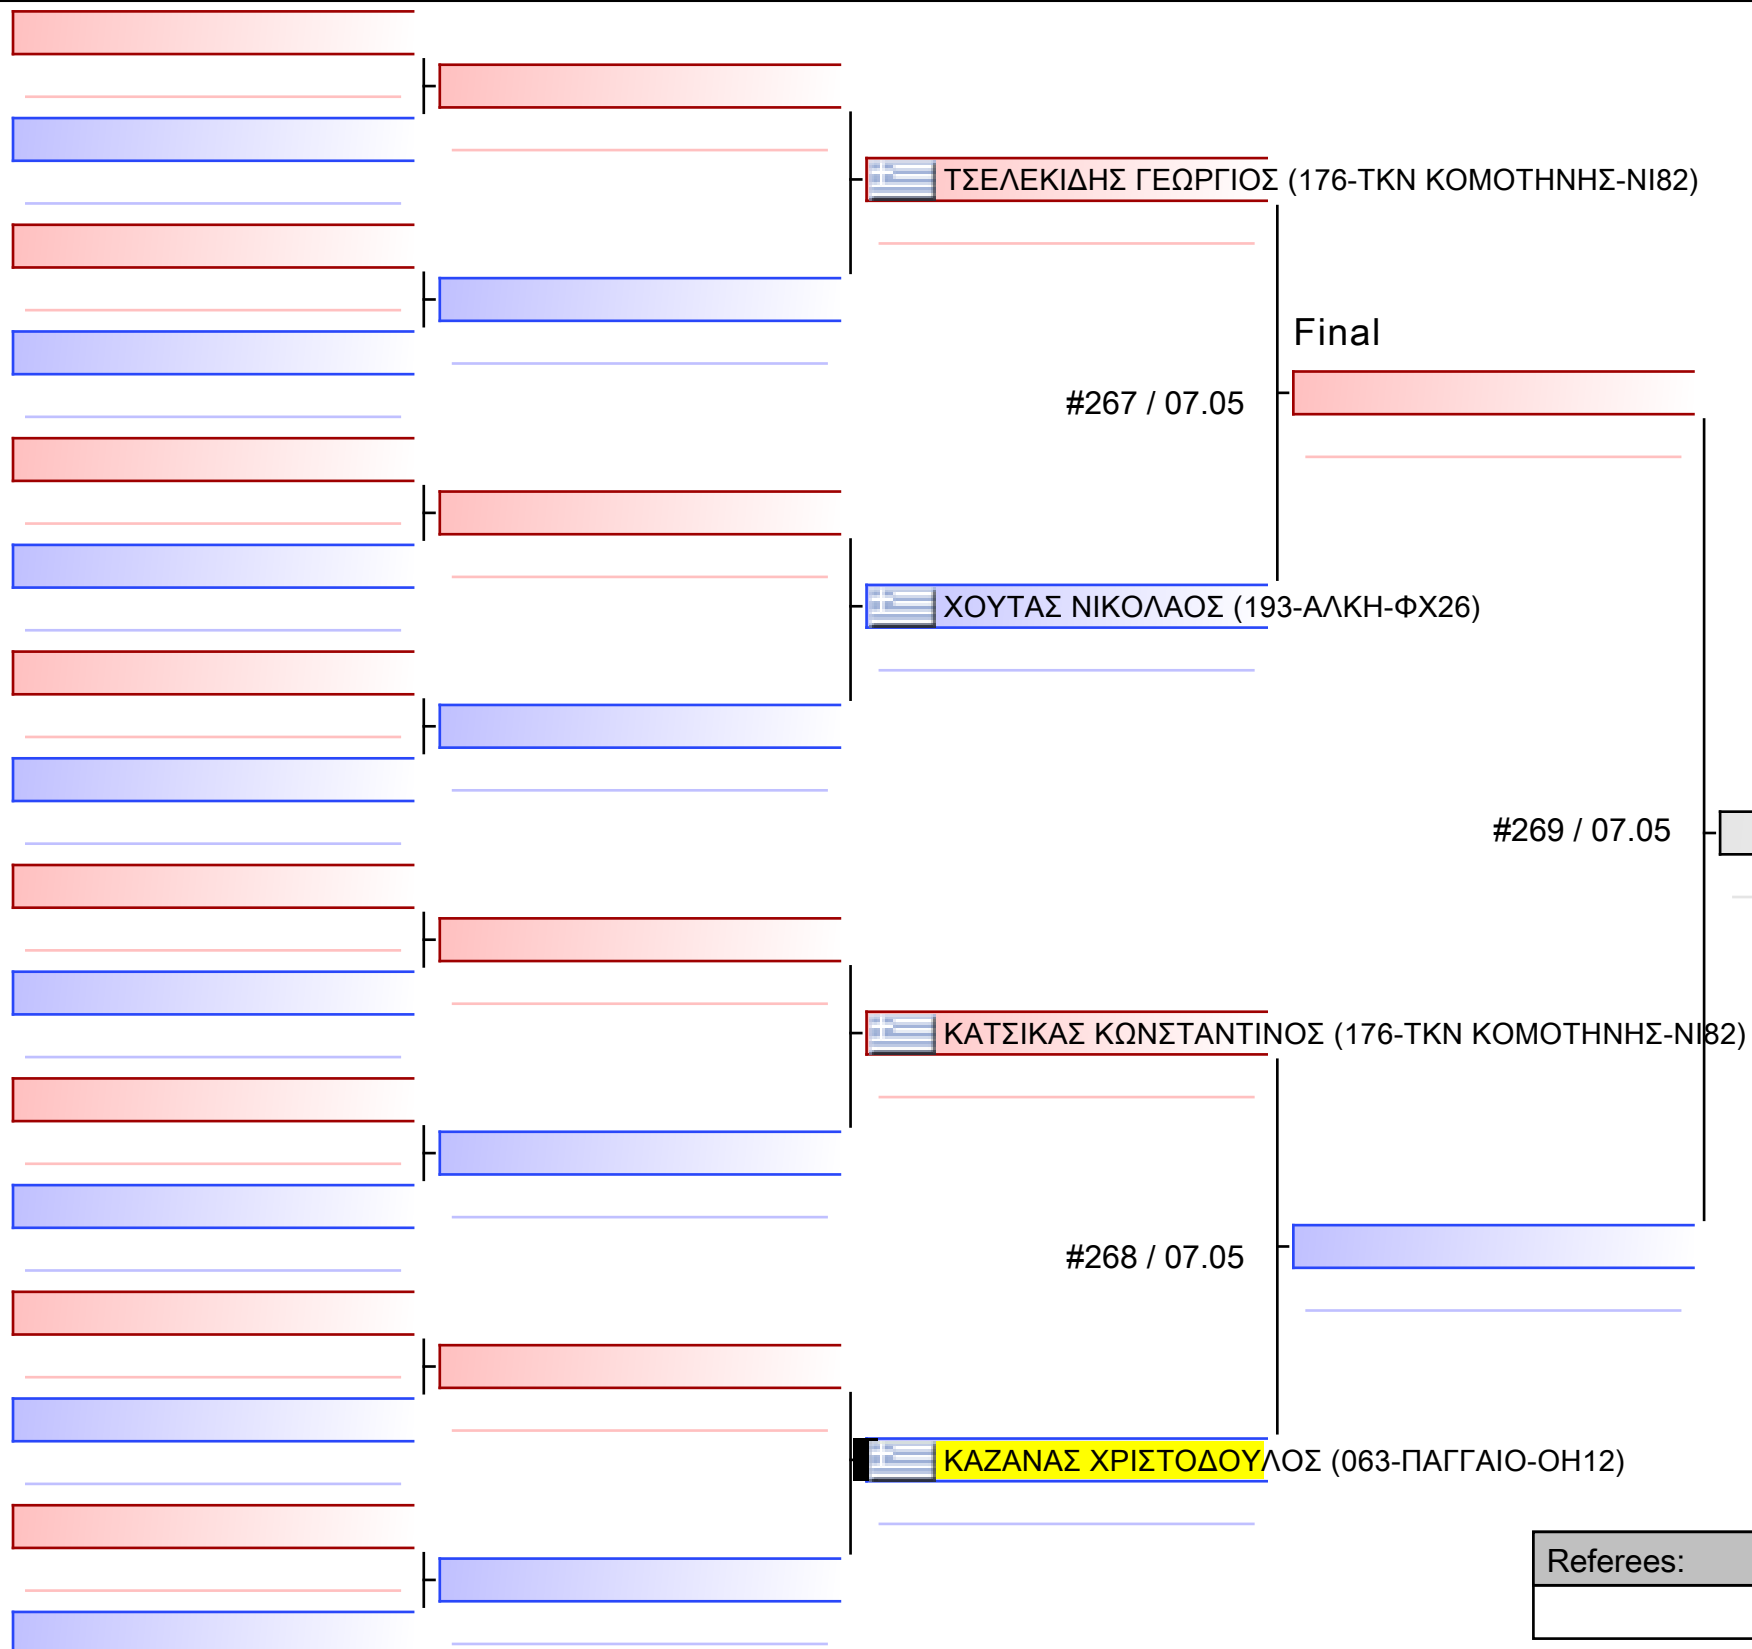 ΤΣΕΛΕΚΙΔΗΣ ΓΕΩΡΓΙΟΣ (176-ΤΚΝ ΚΟΜΟΤΗΝΗΣ-ΝΙ82)
Final
#267 / 07.05
ΧΟΥΤΑΣ ΝΙΚΟΛΑΟΣ (193-ΑΛΚΗ-ΦΧ26)
#269 / 07.05
ΚΑΤΣΙΚΑΣ ΚΩΝΣΤΑΝΤΙΝΟΣ (176-ΤΚΝ ΚΟΜΟΤΗΝΗΣ-ΝΙ82)
#268 / 07.05
ΚΑΖΑΝΑΣ ΧΡΙΣΤΟΔΟΥΛΟΣ (063-ΠΑΓΓΑΙΟ-ΟΗ12)
Referees: